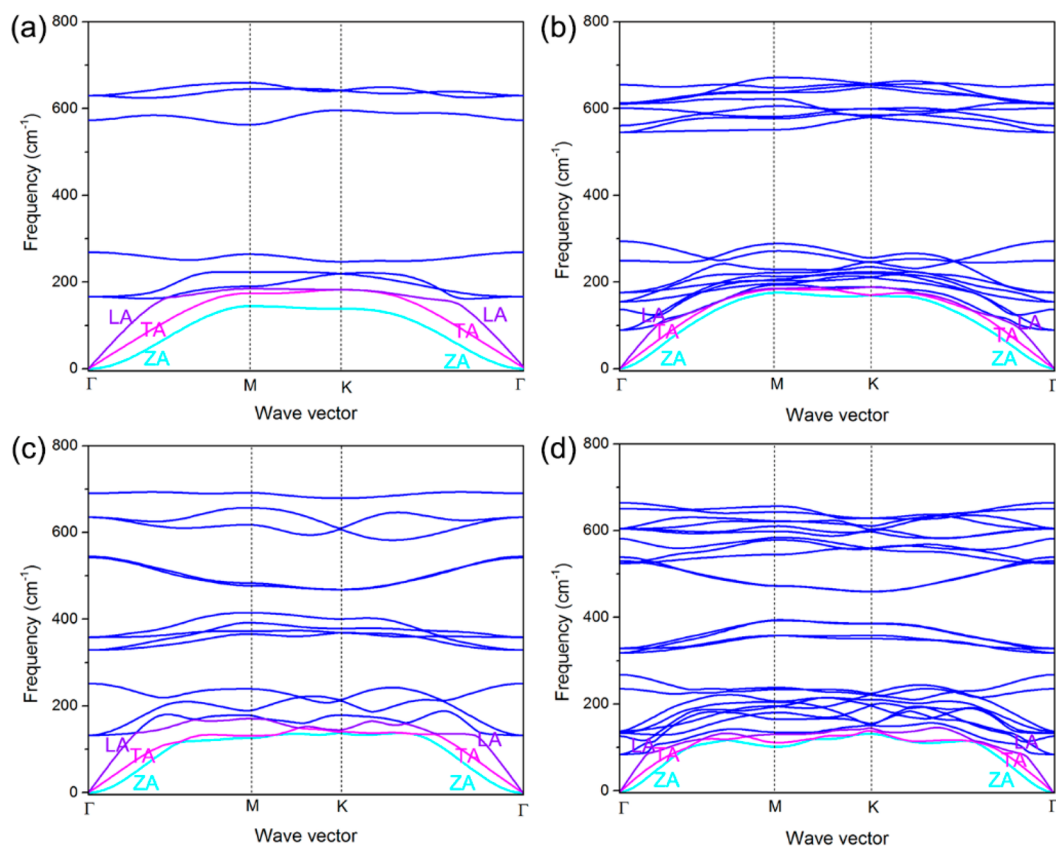 (a)
800
600
400
200
0
Frequency (cm⁻¹)
LA
TA
ZA
LA
TA
ZA
Γ
M
K
Γ
Wave vector
(b)
800
600
400
200
0
Frequency (cm⁻¹)
LA
TA
ZA
LA
TA
ZA
Γ
M
K
Γ
Wave vector
(c)
800
600
400
200
0
Frequency (cm⁻¹)
LA
TA
ZA
LA
TA
ZA
Γ
M
K
Γ
Wave vector
(d)
800
600
400
200
0
Frequency (cm⁻¹)
LA
TA
ZA
LA
TA
ZA
Γ
M
K
Γ
Wave vector